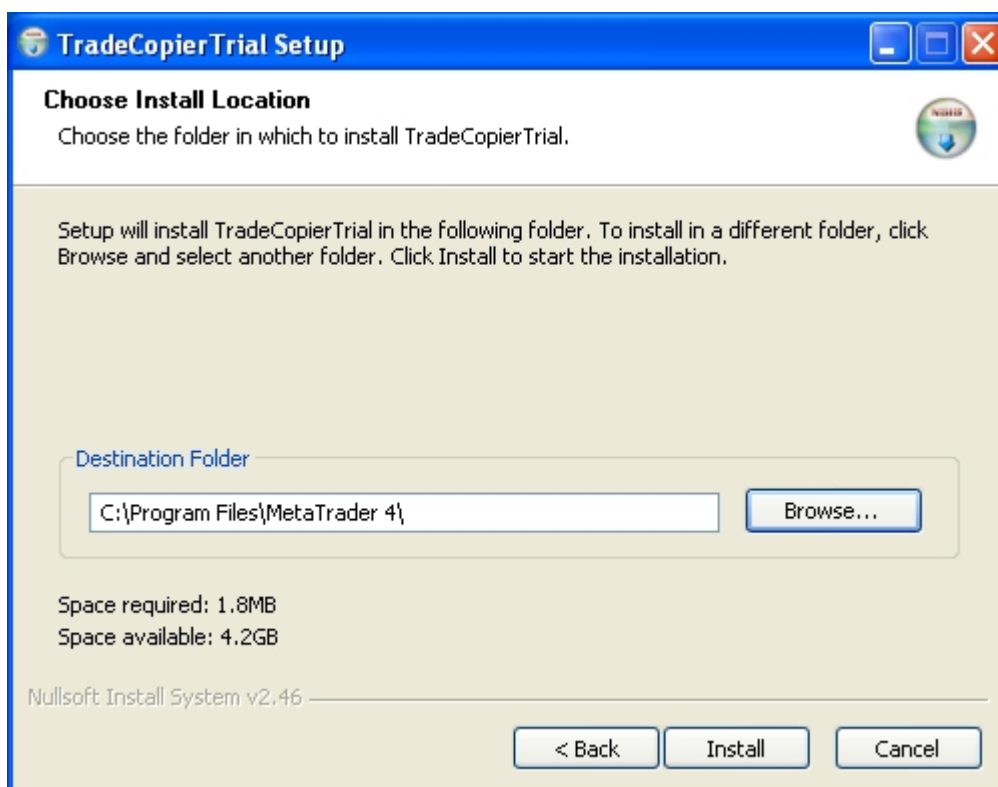 TradeCopierTrial Setup
Choose Install Location
Choose the folder in which to install TradeCopierTrial.
Setup will install TradeCopierTrial in the following folder. To install in a different folder, click
Browse and select another folder. Click Install to start the installation.
Destination Folder
C:\Program Files\MetaTrader 4\
Browse...
Space required: 1.8MB
Space available: 4.2GB
Nullsoft Install System v2.46
< Back
Install
Cancel